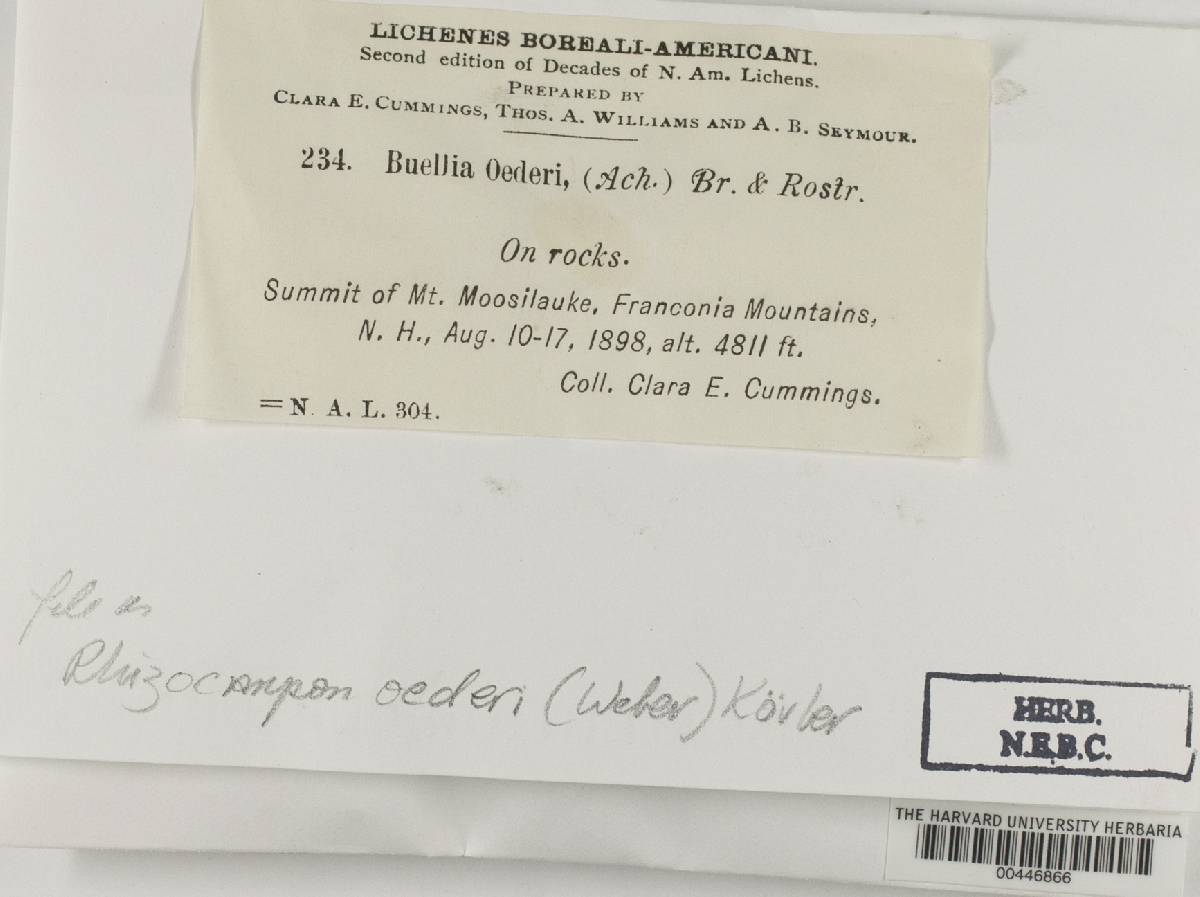 LICHENES BOREALI-AMERICANI.
Second edition of Decades of N. Am. Lichens.
PREPARED BY
CLARA E. CUMMINGS, THOS. A. WILLIAMS AND A. B. SEYMOUR.
234. Buellia Oederi, (Ach.) Br. & Rostr.
On rocks.
Summit of Mt. Moosilauke, Franconia Mountains,
N. H., Aug. 10-17, 1898, alt. 4811 ft.
Coll. Clara E. Cummings.
= N. A. L. 304.
file as
Rhizocarpon oederi (Weber) Körber
HERB.
N.E.B.C.
THE HARVARD UNIVERSITY HERBARIA
00446866